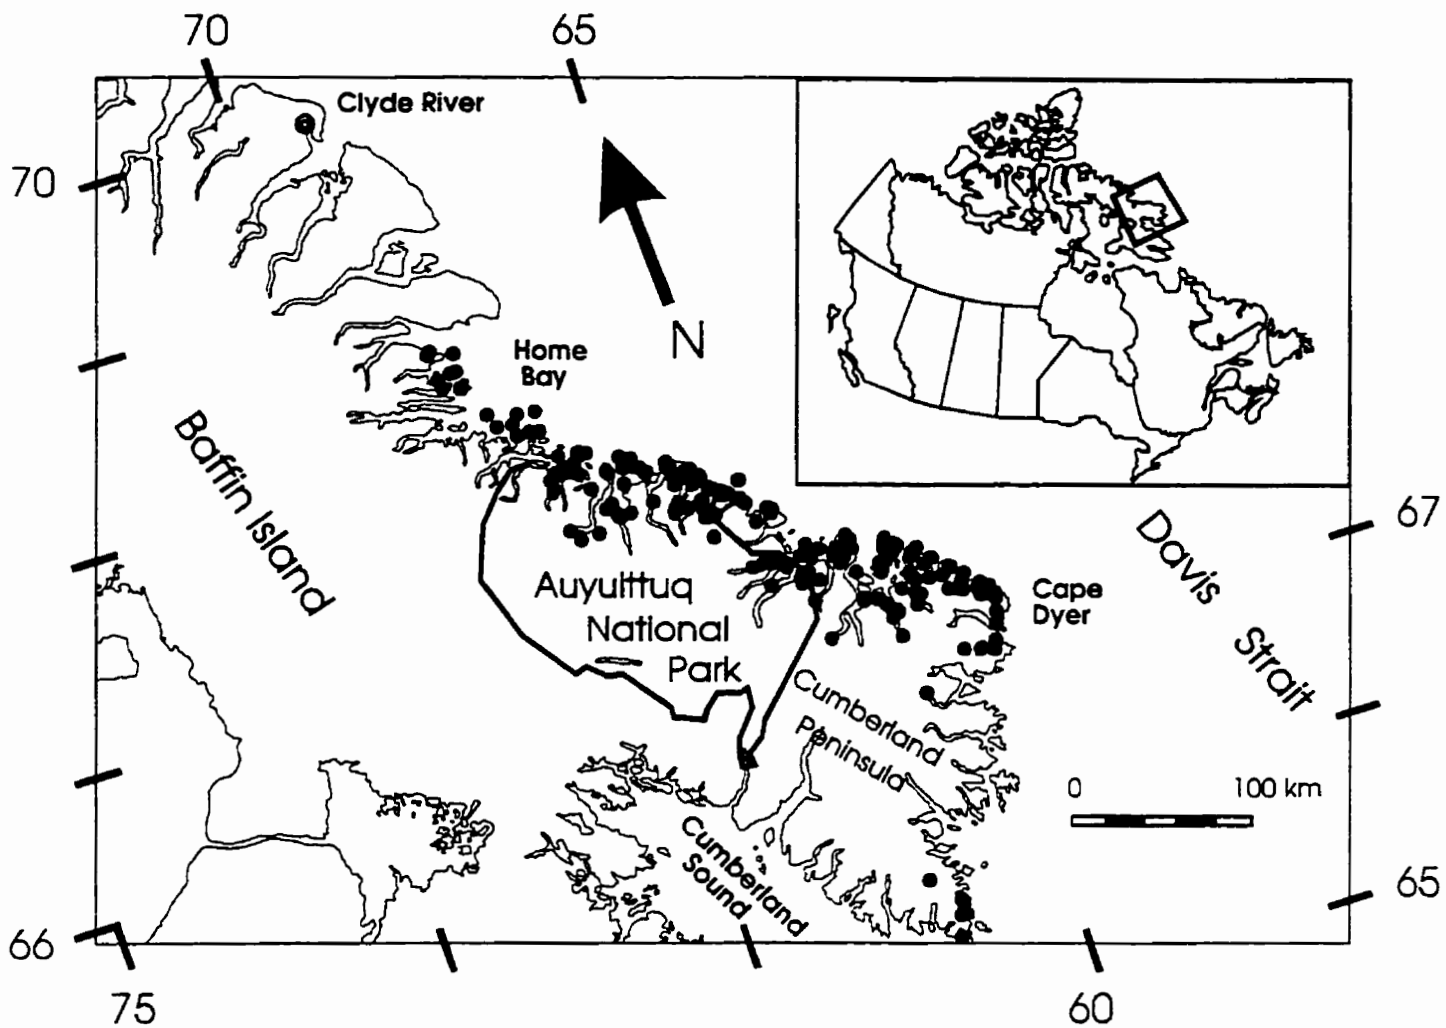 70
65
Clyde River
70
N
Home
Bay
Baffin Island
67
Davis
Strait
Auyuittuq
National
Park
Cape
Dyer
Cumberland
Peninsula
0
100 km
Cumberland
Sound
65
66
75
60